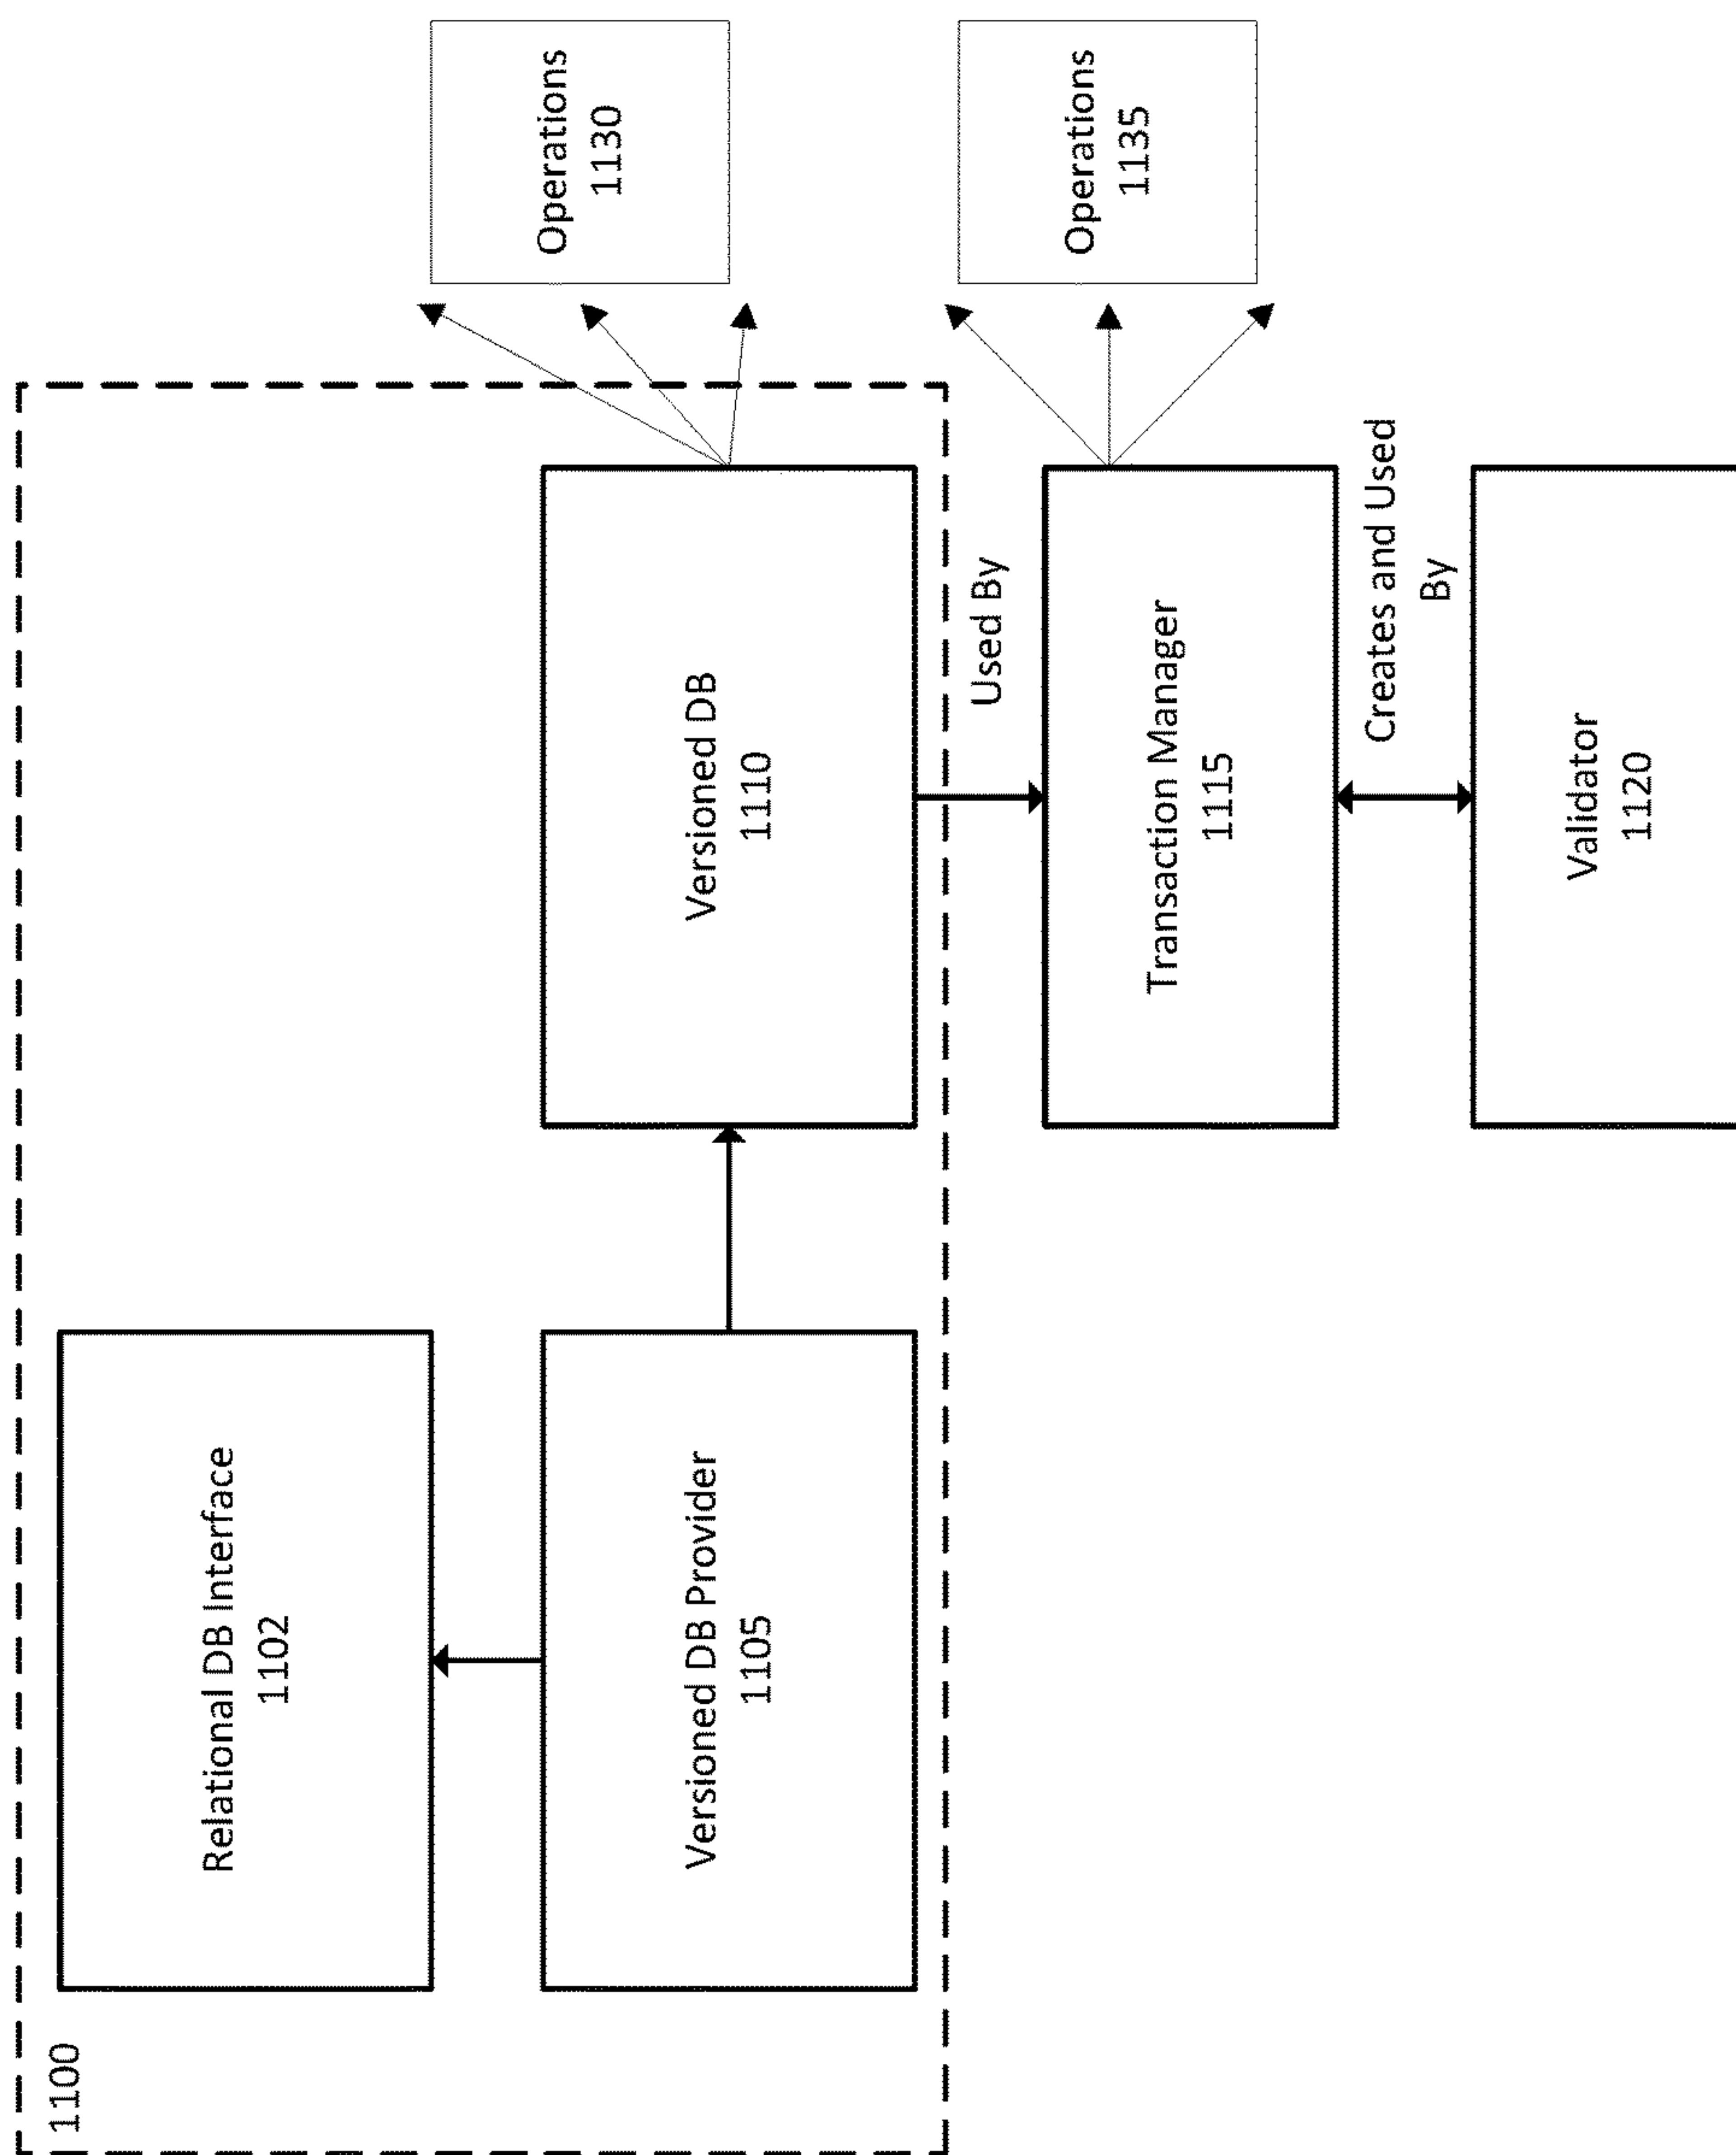 1100
Relational DB Interface
1102
Versioned DB Provider
1105
Versioned DB
1110
Operations
1130
Used By
Transaction Manager
1115
Operations
1135
Creates and Used
By
Validator
1120